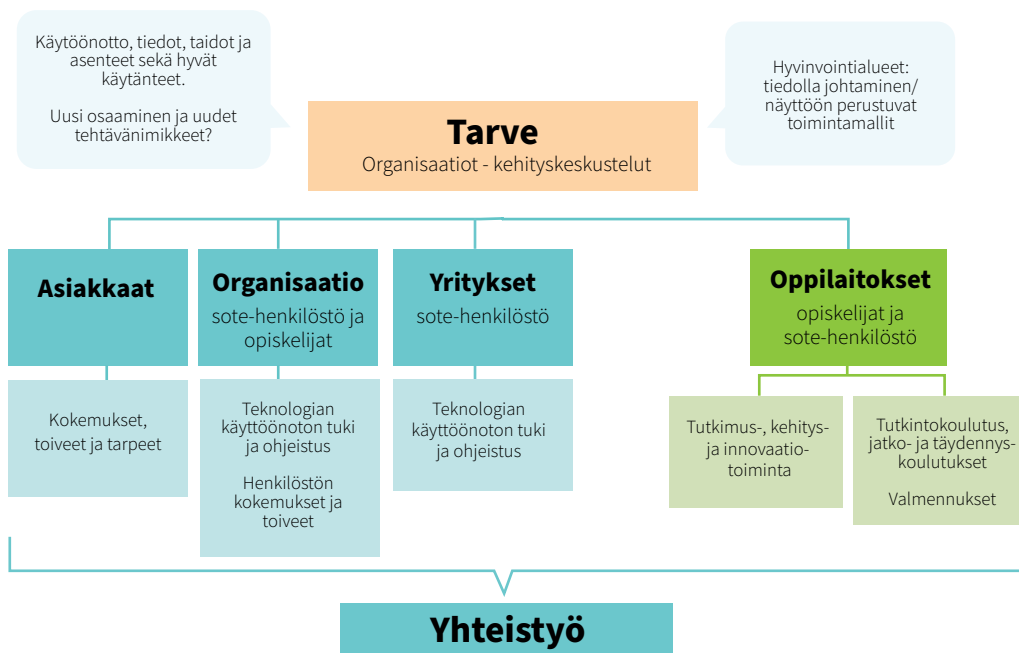 Käyttöönotto, tiedot, taidot ja
asenteet sekä hyvät
käytänteet.
Uusi osaaminen ja uudet
tehtävänimikkeet?
Hyvinvointialueet:
tiedolla johtaminen/
näyttöön perustuvat
toimintamallit
Tarve
Organisaatiot - kehityskeskustelut
Asiakkaat
Organisaatio
sote-henkilöstö ja
opiskelijat
Yritykset
sote-henkilöstö
Oppilaitokset
opiskelijat ja
sote-henkilöstö
Kokemukset,
toiveet ja tarpeet
Teknologian
käyttöönnoton tuki
ja ohjeistus
Henkilöstön
kokemukset ja
toiveet
Teknologian
käyttöönnoton tuki
ja ohjeistus
Tutkimus-, kehitys-
ja innovaatio-
toiminta
Tutkintokoulutus,
jatko- ja täydennys-
koulutukset
Valmennukset
Yhteistyö